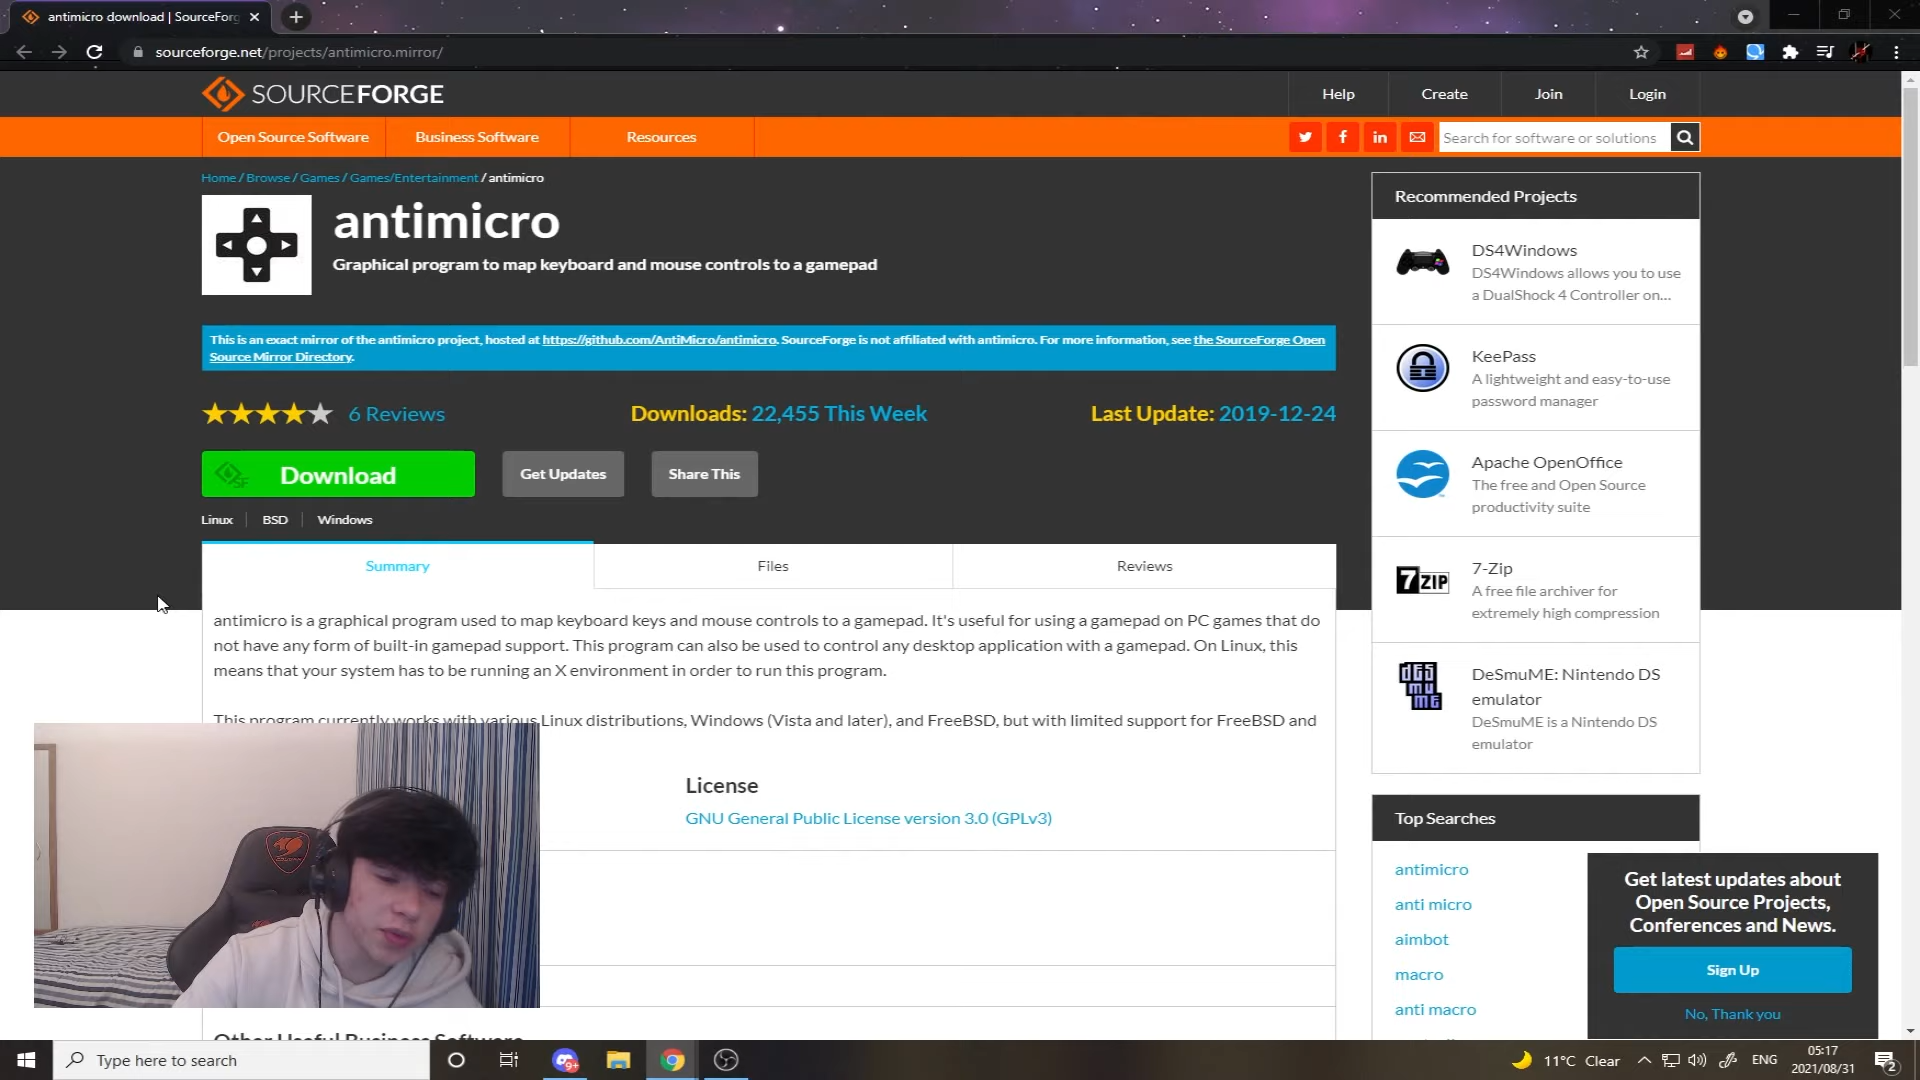 antimicro download | SourceForg
sourceforge.net/projects/antimicro.mirror/
SOURCEFORGE
Help
Create
Join
Login
Open Source Software
Business Software
Resources
Search for software or solutions
Home / Browse / Games / Games/Entertainment / antimicro
antimicro
Graphical program to map keyboard and mouse controls to a gamepad
This is an exact mirror of the antimicro project, hosted at https://github.com/AntiMicro/antimicro. SourceForge is not affiliated with antimicro. For more information, see the SourceForge Open
Source Mirror Directory.
6 Reviews
Downloads: 22,455 This Week
Last Update: 2019-12-24
SF
Download
Get Updates
Share This
Linux
BSD
Windows
Summary
Files
Reviews
antimicro is a graphical program used to map keyboard keys and mouse controls to a gamepad. It's useful for using a gamepad on PC games that do
not have any form of built-in gamepad support. This program can also be used to control any desktop application with a gamepad. On Linux, this
means that your system has to be running an X environment in order to run this program.
This program currently works with various Linux distributions, Windows (Vista and later), and FreeBSD, but with limited support for FreeBSD and
License
GNU General Public License version 3.0 (GPLv3)
Other Useful Business Software
Recommended Projects
DS4Windows
DS4Windows allows you to use
a DualShock 4 Controller on...
KeePass
A lightweight and easy-to-use
password manager
Apache OpenOffice
The free and Open Source
productivity suite
7ZIP
7-Zip
A free file archiver for
extremely high compression
DeSmuME: Nintendo DS
emulator
DeSmuME is a Nintendo DS
emulator
Top Searches
antimicro
anti micro
aimbot
macro
anti macro
Get latest updates about
Open Source Projects,
Conferences and News.
Sign Up
No, Thank you
Type here to search
9+
11°C Clear
ENG
05:17
2021/08/31
2